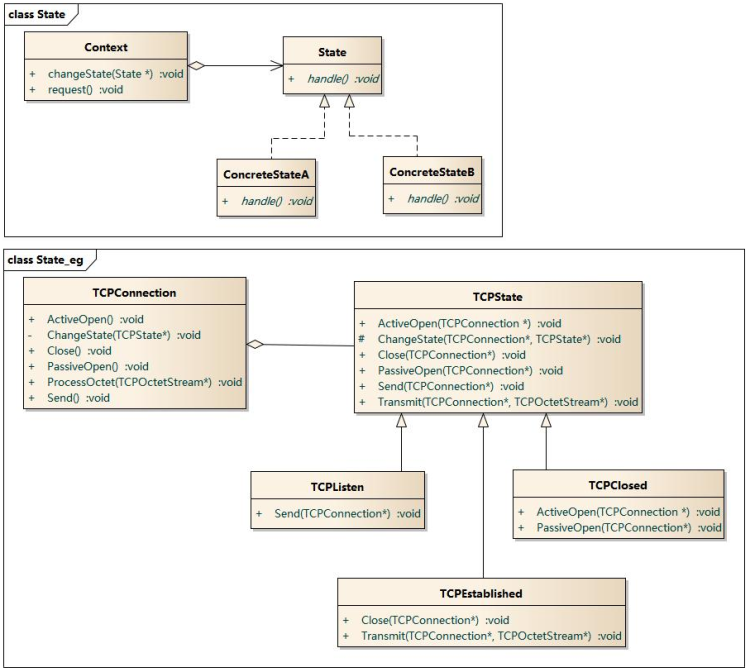 class State
Context
+ changeState(State *) :void
+ request() :void
State
+ handle() :void
ConcreteStateA
+ handle() :void
ConcreteStateB
+ handle() :void
class State_eg
TCPConnection
+ ActiveOpen() :void
- ChangeState(TCPState*) :void
+ Close() :void
+ PassiveOpen() :void
+ ProcessOctet(TCPOctetStream*) :void
+ Send() :void
TCPState
+ ActiveOpen(TCPConnection *) :void
# ChangeState(TCPConnection*, TCPState*) :void
+ Close(TCPConnection*) :void
+ PassiveOpen(TCPConnection*) :void
+ Send(TCPConnection*) :void
+ Transmit(TCPConnection*, TCPOctetStream*) :void
TCPListen
+ Send(TCPConnection*) :void
TCPClosed
+ ActiveOpen(TCPConnection *) :void
+ PassiveOpen(TCPConnection*) :void
TCPEstablished
+ Close(TCPConnection*) :void
+ Transmit(TCPConnection*, TCPOctetStream*) :void